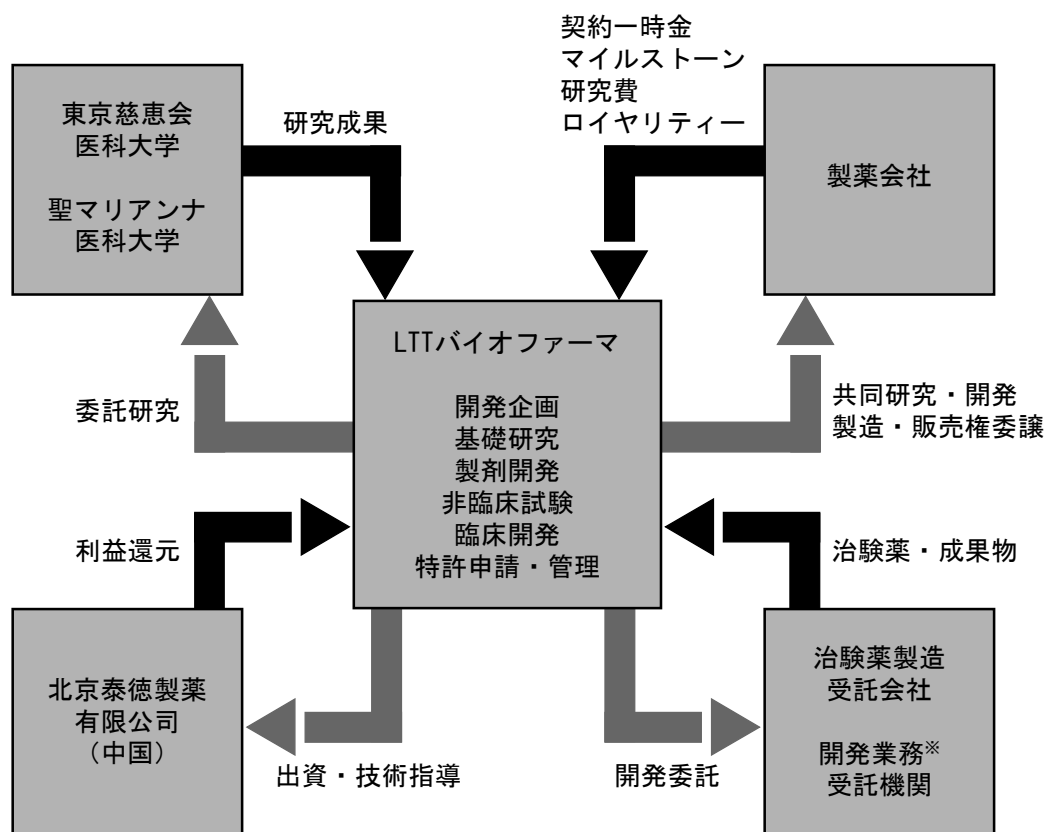 契約一時金
マイルストーン
研究費
ロイヤリティー
東京慈恵会
医科大学
聖マリアンナ
医科大学
研究成果
製薬会社
LTTバイオファーマ
開発企画
基礎研究
製剤開発
非臨床試験
臨床開発
特許申請・管理
委託研究
共同研究・開発
製造・販売権委譲
利益還元
治験薬・成果物
北京泰徳製薬
有限公司
（中国）
出資・技術指導
開発委託
治験薬製造
受託会社
開発業務※
受託機関